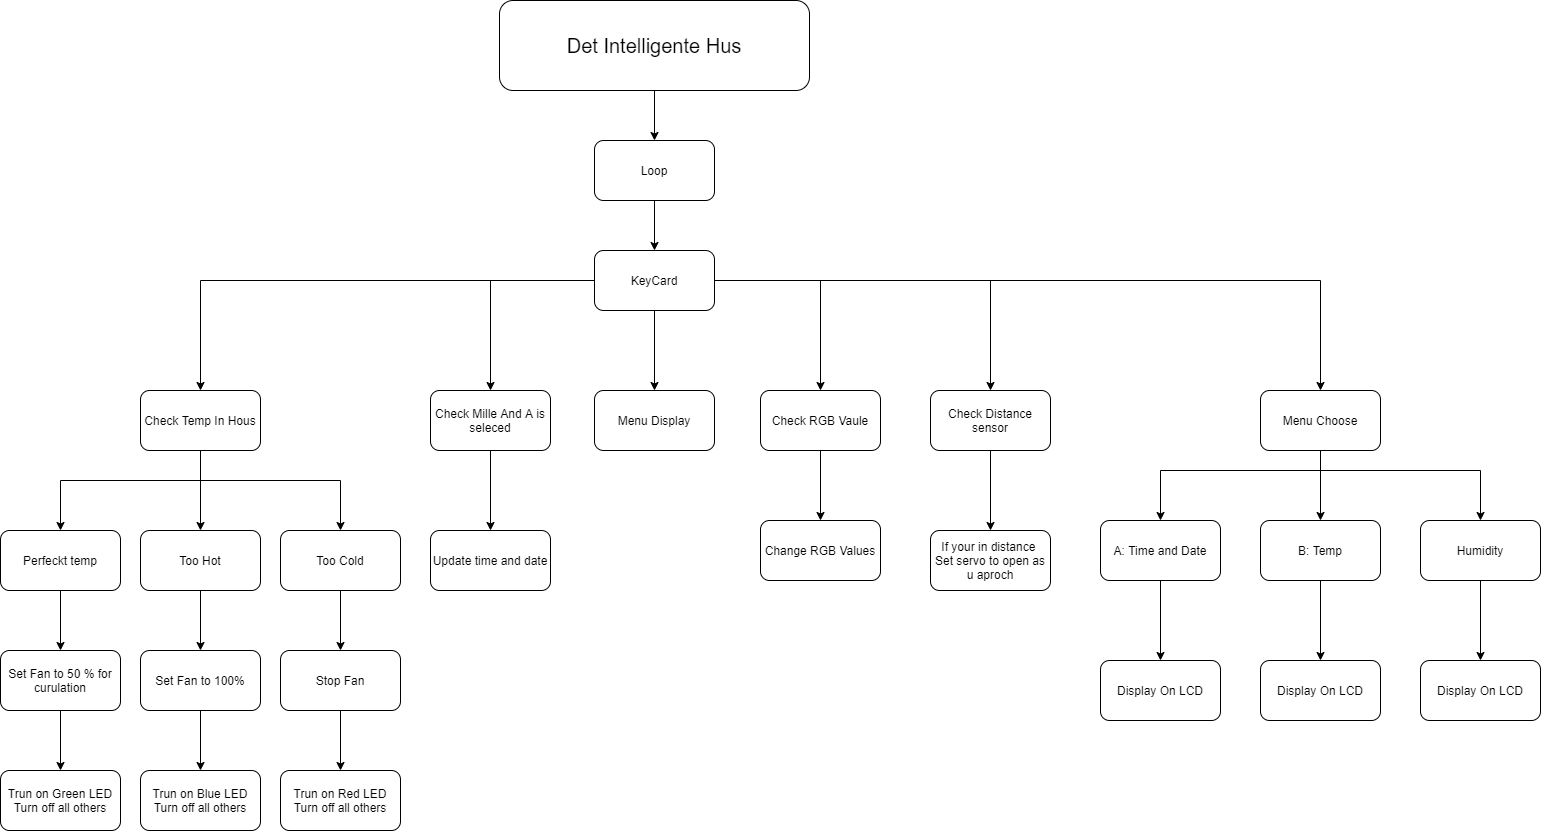 Det Intelligente Hus
Loop
KeyCard
Check Temp In Hous
Check Mille And A is
seleced
Menu Display
Check RGB Vaule
Check Distance
sensor
Menu Choose
Perfeckt temp
Too Hot
Too Cold
Update time and date
Change RGB Values
If your in distance
Set servo to open as
u aproch
A: Time and Date
B: Temp
Humidity
Set Fan to 50 % for
curulation
Set Fan to 100%
Stop Fan
Display On LCD
Display On LCD
Display On LCD
Trun on Green LED
Turn off all others
Trun on Blue LED
Turn off all others
Trun on Red LED
Turn off all others